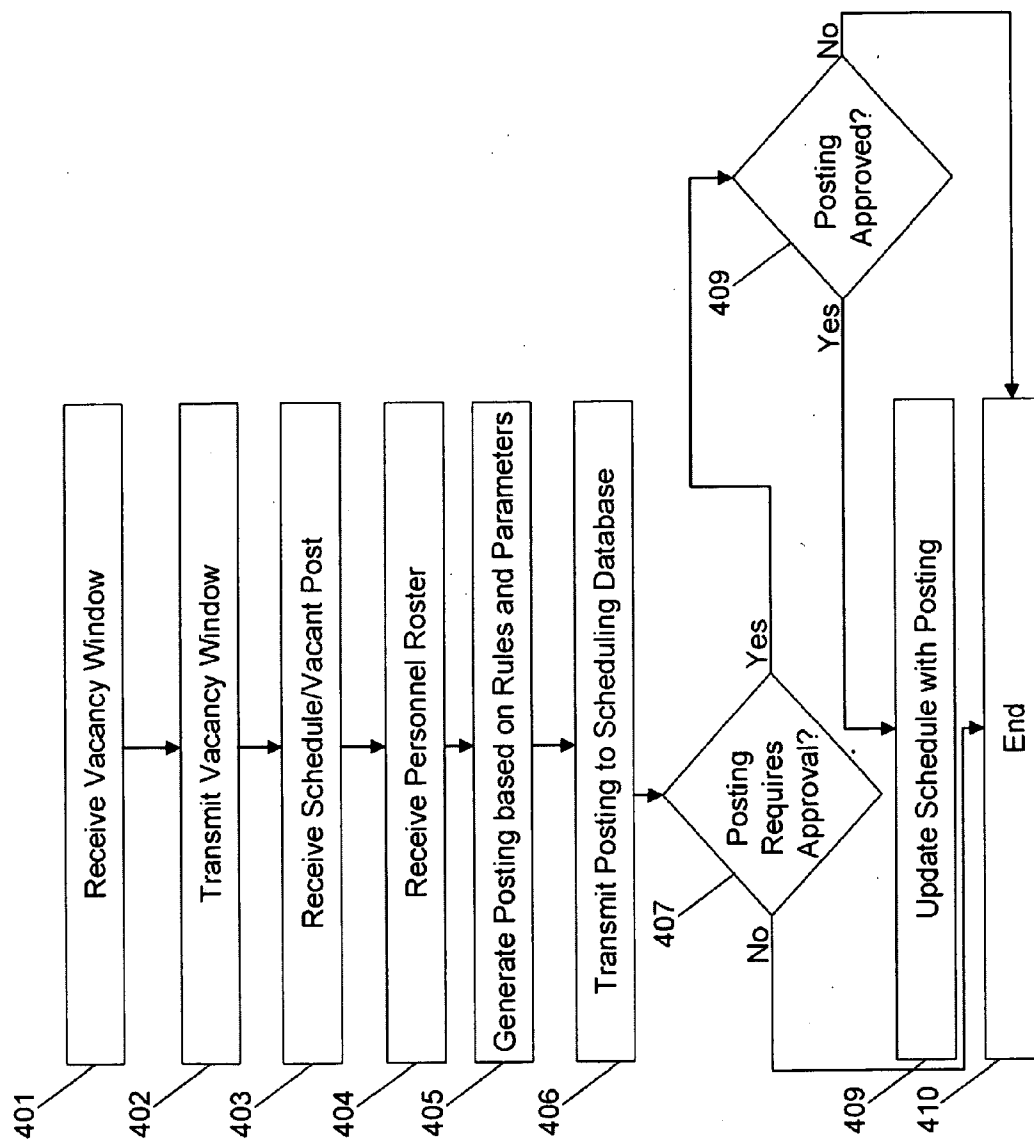 401
Receive Vacancy Window
402
Transmit Vacancy Window
403
Receive Schedule/Vacant Post
404
Receive Personnel Roster
405
Generate Posting based on Rules and Parameters
406
Transmit Posting to Scheduling Database
407
Posting
Requires
Approval?
No
Yes
409
Posting
Approved?
Yes
No
409
Update Schedule with Posting
410
End